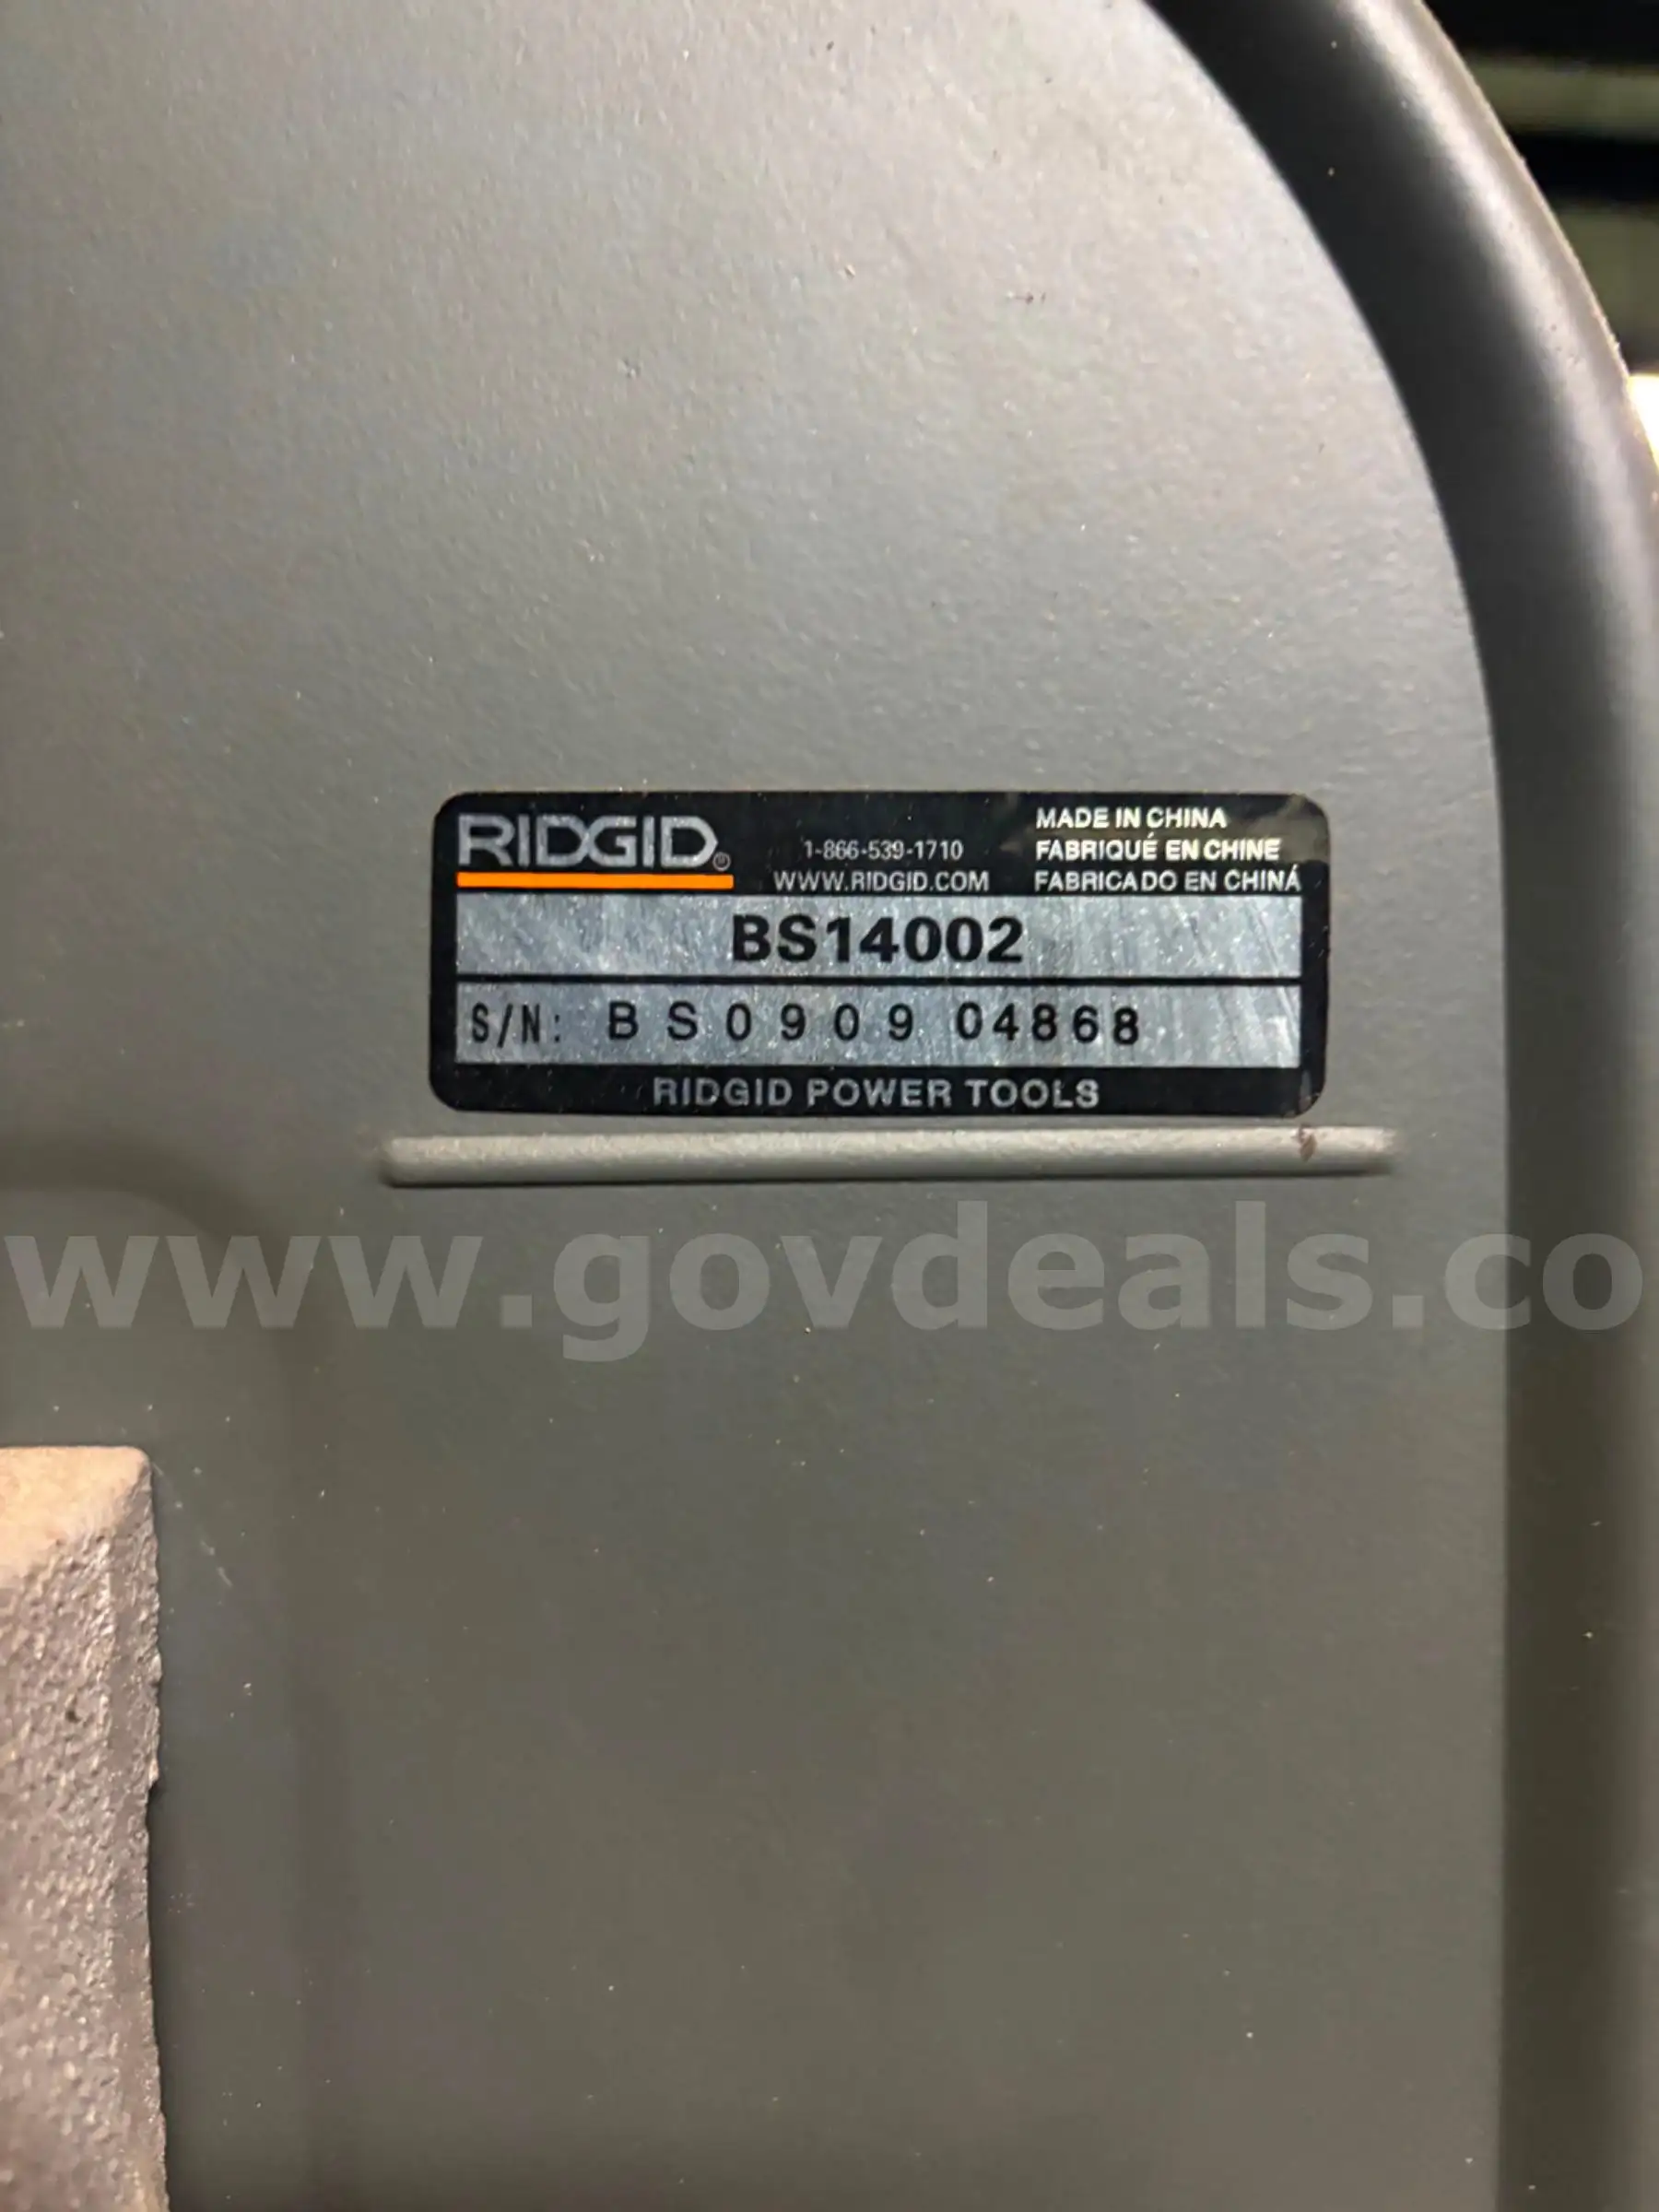 RIDGID®
1-866-539-1710
WWW.RIDGID.COM
MADE IN CHINA
FABRIQUÉ EN CHINE
FABRICADO EN CHINÁ
BS14002
S/N: BS0909 04868
RIDGID POWER TOOLS
www.govdeals.co